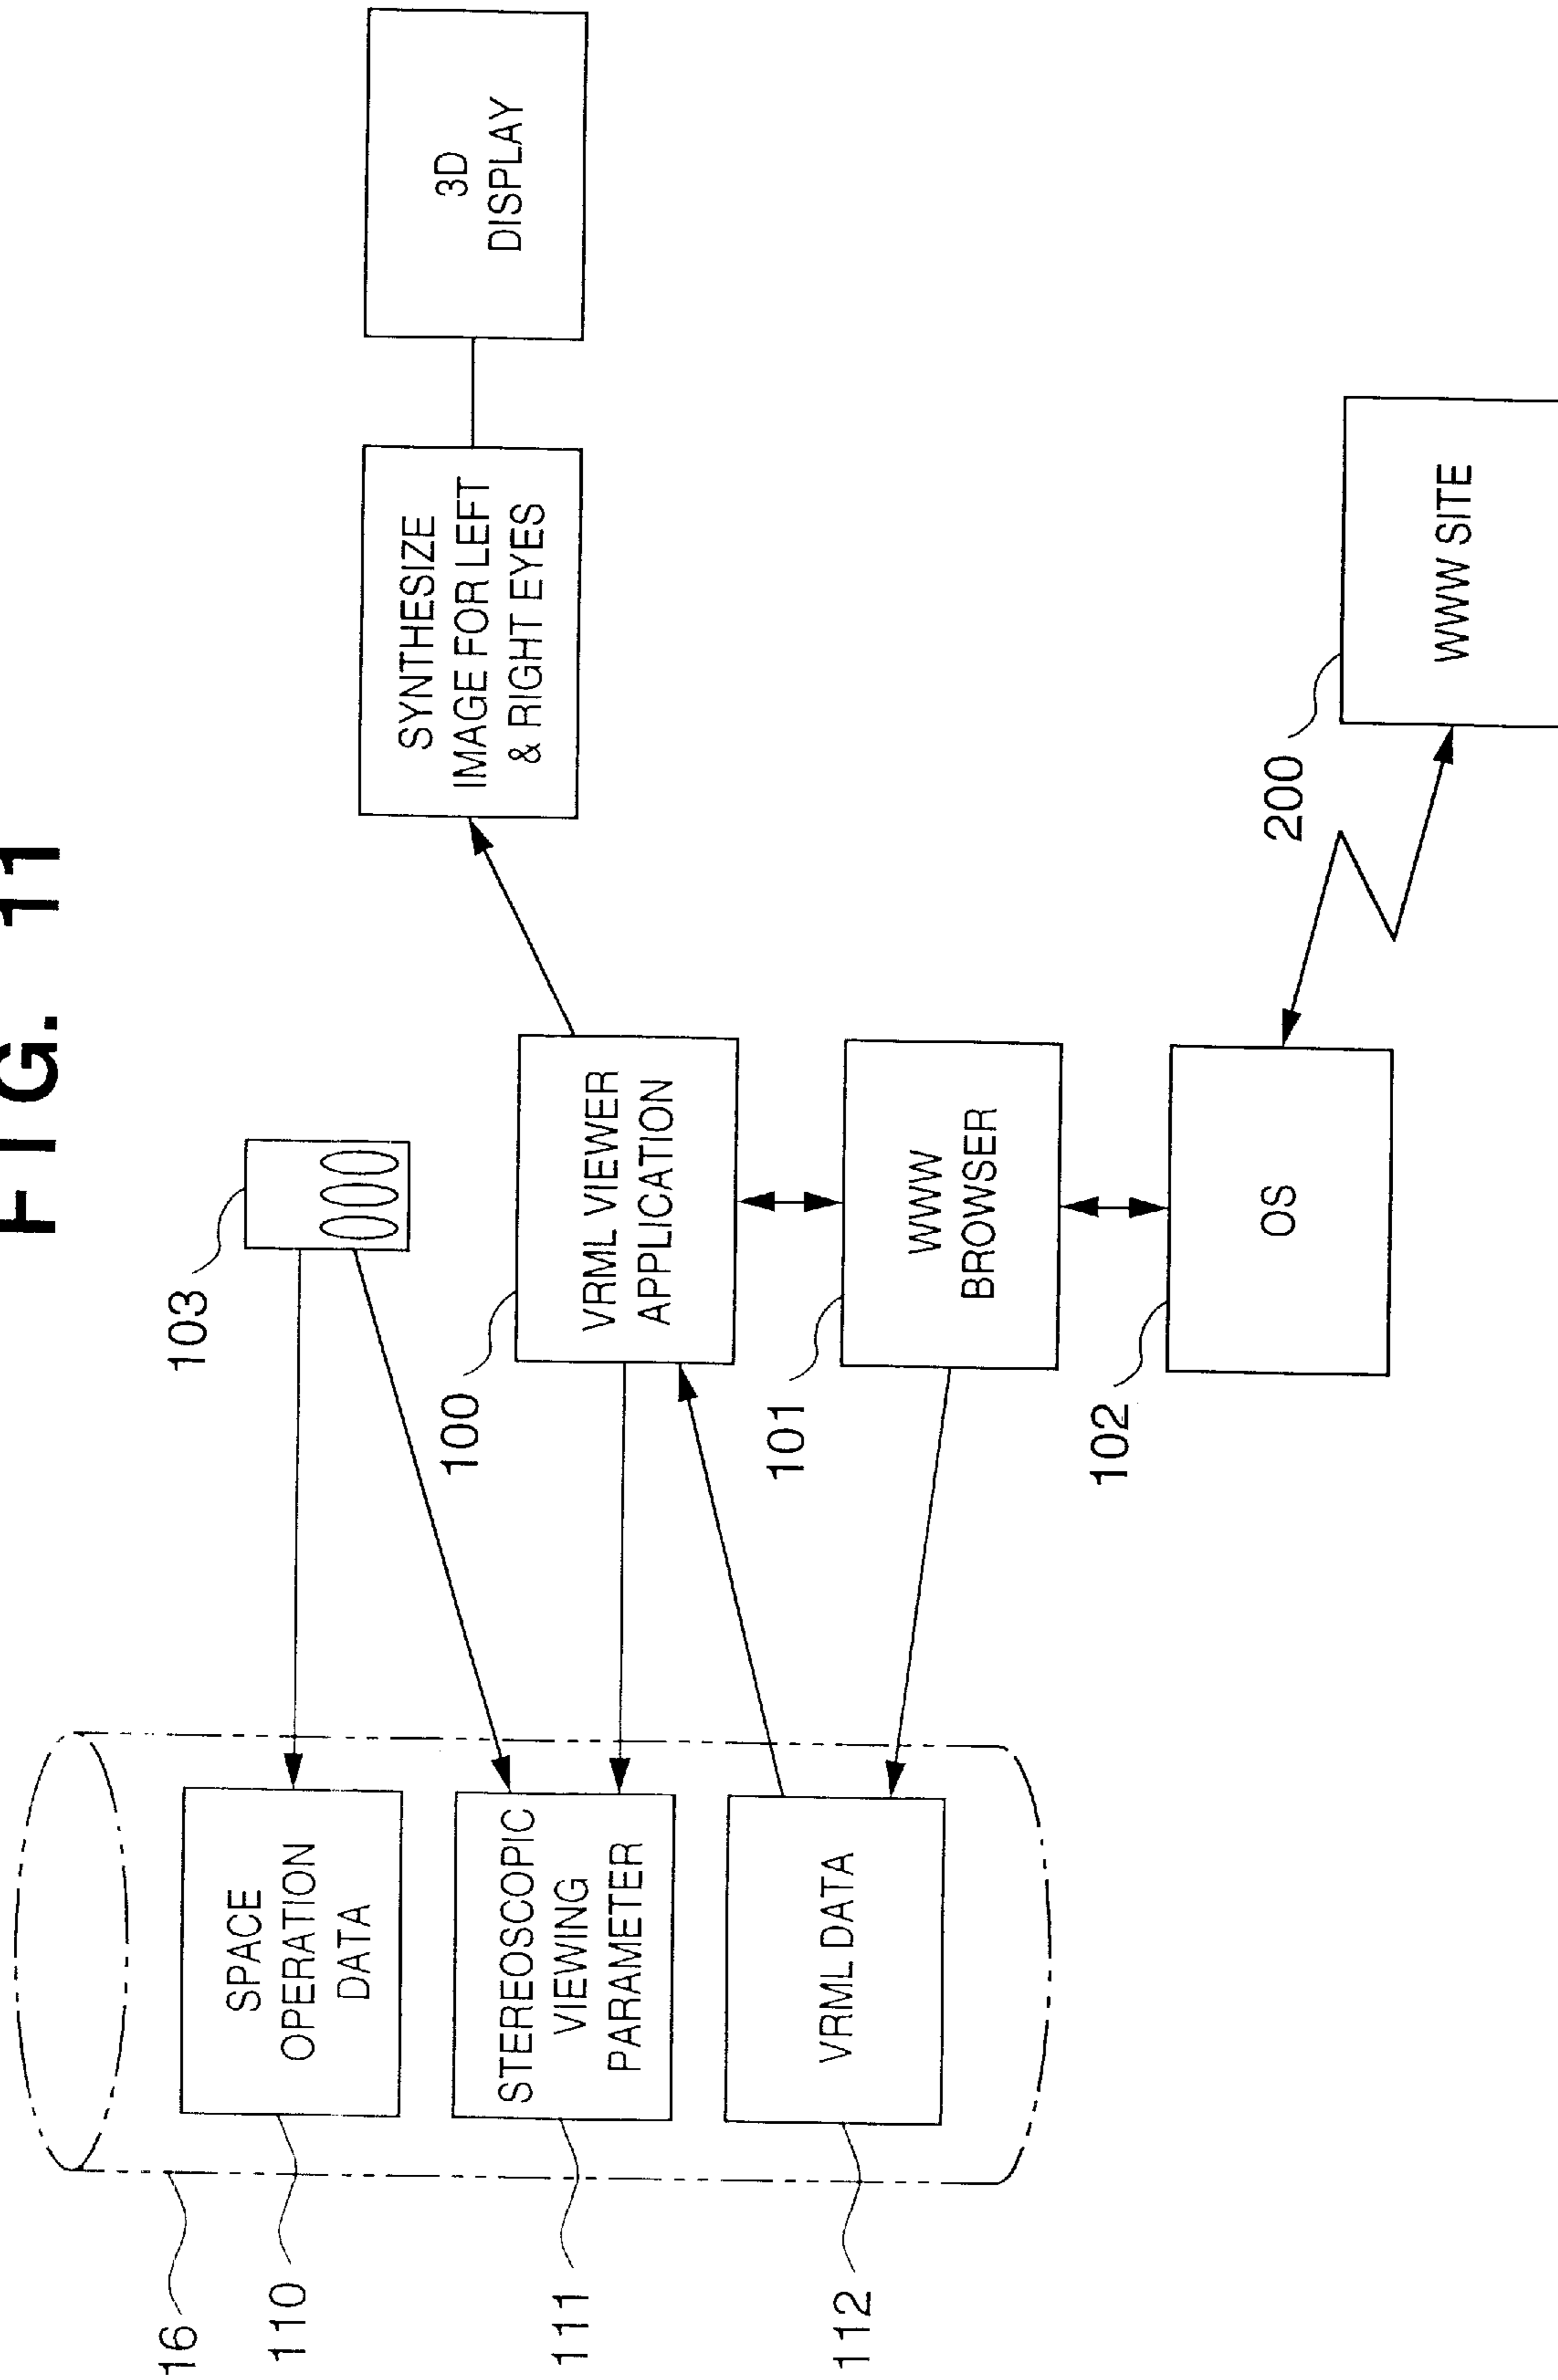 FIG. 11
16
110
SPACE
OPERATION
DATA
111
STEREOSCOPIC
VIEWING
PARAMETER
112
VRML DATA
103
100
VRML VIEWER
APPLICATION
101
WWW
BROWSER
102
OS
SYNTHESIZE
IMAGE FOR LEFT
& RIGHT EYES
3D
DISPLAY
200
WWW SITE